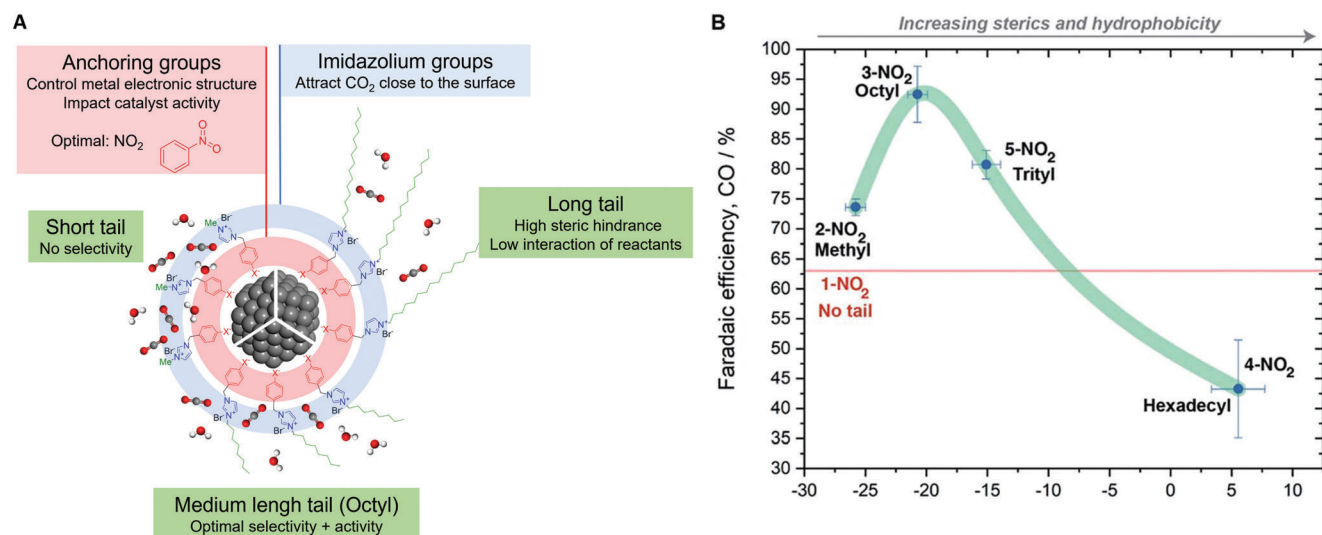 A
Anchoring groups
Control metal electronic structure
Impact catalyst activity
Optimal: NO₂
N
O
O
Imidazolium groups
Attract CO₂ close to the surface
Short tail
No selectivity
Long tail
High steric hindrance
Low interaction of reactants
Me
Br⁻
N
N⁺
X⁻
Medium lengh tail (Octyl)
Optimal selectivity + activity
B
Increasing sterics and hydrophobicity
Faradaic efficiency, CO / %
100
95
90
85
80
75
70
65
60
55
50
45
40
35
30
3-NO₂
Octyl
5-NO₂
Trityl
2-NO₂
Methyl
1-NO₂
No tail
4-NO₂
Hexadecyl
-30 -25 -20 -15 -10 -5 0 5 10